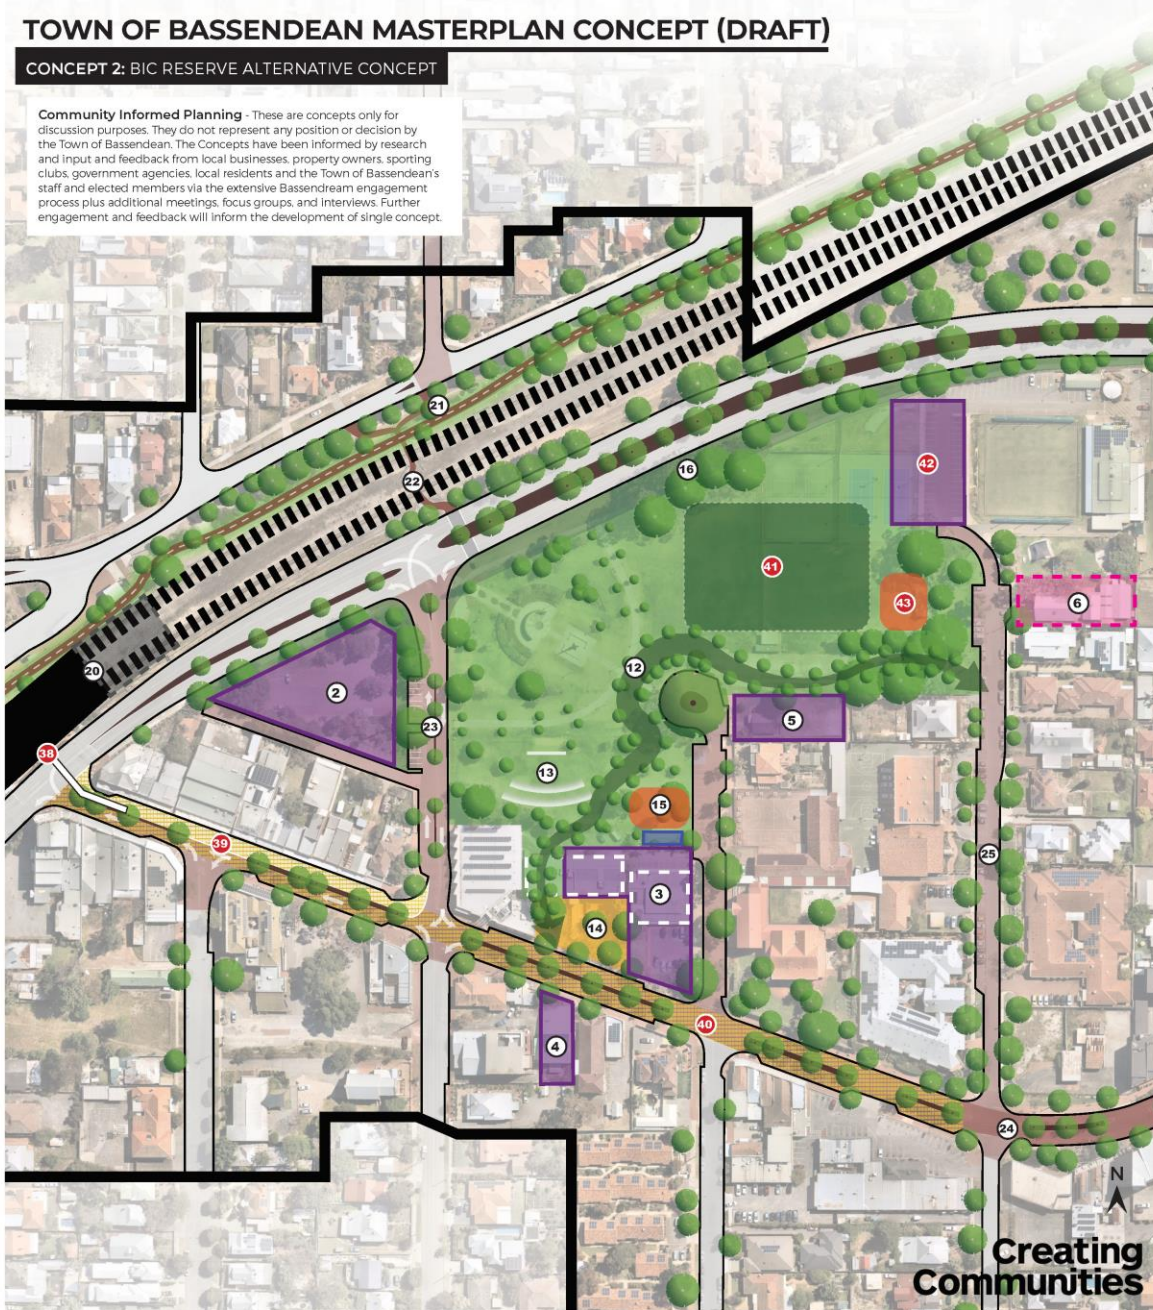 TOWN OF BASSENDEAN MASTERPLAN CONCEPT (DRAFT)
CONCEPT 2: BIC RESERVE ALTERNATIVE CONCEPT
Community Informed Planning - These are concepts only for
discussion purposes. They do not represent any position or decision by
the Town of Bassendean. The Concepts have been informed by research
and input and feedback from local businesses, property owners, sporting
clubs, government agencies, local residents and the Town of Bassendean's
staff and elected members via the extensive Bassendream engagement
process plus additional meetings, focus groups, and interviews. Further
engagement and feedback will inform the development of single concept.
21
42
16
22
41
43
6
12
20
2
5
23
38
13
15
39
25
3
14
40
4
24
N
Creating
Communities